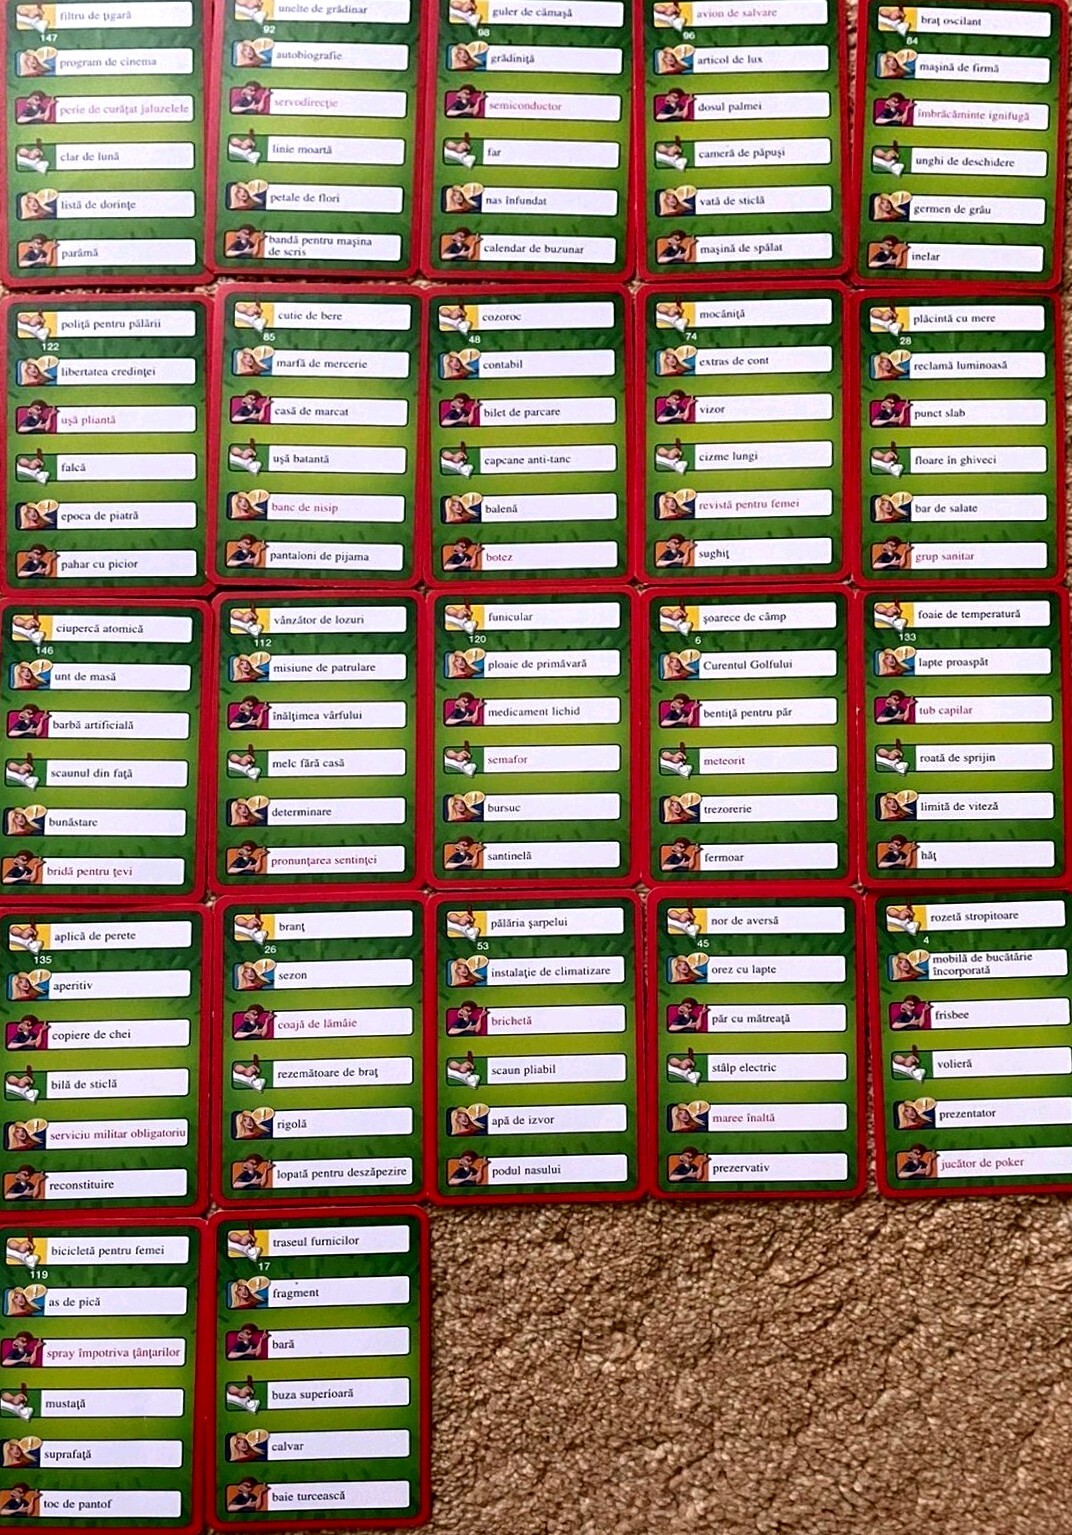 filtru de țigară
147
program de cinema
perie de curățat jaluzelele
clar de lună
listă de dorințe
parâmă
unelte de grădinar
92
autobiografie
servodirecție
linie moartă
petale de flori
bandă pentru mașina
de scris
guler de cămașă
98
grădiniță
semiconductor
far
nas înfundat
calendar de buzunar
avion de salvare
96
articol de lux
dosul palmei
cameră de păpuși
vată de sticlă
mașină de spălat
braț oscilant
84
mașină de firmă
îmbrăcăminte ignifugă
unghi de deschidere
germen de grâu
inelar
poliță pentru pălării
122
libertatea credinței
ușă pliantă
falcă
epoca de piatră
pahar cu picior
cutie de bere
85
marfă de mercerie
casă de marcat
ușă batantă
banc de nisip
pantaloni de pijama
cozoroc
48
contabil
bilet de parcare
capcane anti-tanc
balenă
botez
mocăniță
74
extras de cont
vizor
cizme lungi
revistă pentru femei
sughiț
plăcintă cu mere
28
reclamă luminoasă
punct slab
floare în ghiveci
bar de salate
grup sanitar
ciupercă atomică
146
unt de masă
barbă artificială
scaunul din față
bunăstare
bridă pentru țevi
vânzător de lozuri
112
misiune de patrulare
înălțimea vârfului
melc fără casă
determinare
pronunțarea sentinței
funicular
120
ploaie de primăvară
medicament lichid
semafor
bursuc
santinelă
șoarece de câmp
6
Curentul Golfului
bentiță pentru păr
meteorit
trezorerie
fermoar
foaie de temperatură
133
lapte proaspăt
tub capilar
roată de sprijin
limită de viteză
hăț
aplică de perete
135
aperitiv
copiere de chei
bilă de sticlă
serviciu militar obligatoriu
reconstituire
branț
26
sezon
coajă de lămâie
rezemătoare de braț
rigolă
lopată pentru deszăpezire
pălăria șarpelui
53
instalație de climatizare
brichetă
scaun pliabil
apă de izvor
podul nasului
nor de aversă
45
orez cu lapte
păr cu mătreață
stâlp electric
maree înaltă
prezervativ
rozetă stropitoare
4
mobilă de bucătărie
încorporată
frisbee
volieră
prezentator
jucător de poker
bicicletă pentru femei
119
as de pică
spray împotriva țânțarilor
mustață
suprafață
toc de pantof
traseul furnicilor
17
fragment
bară
buza superioară
calvar
baie turcească